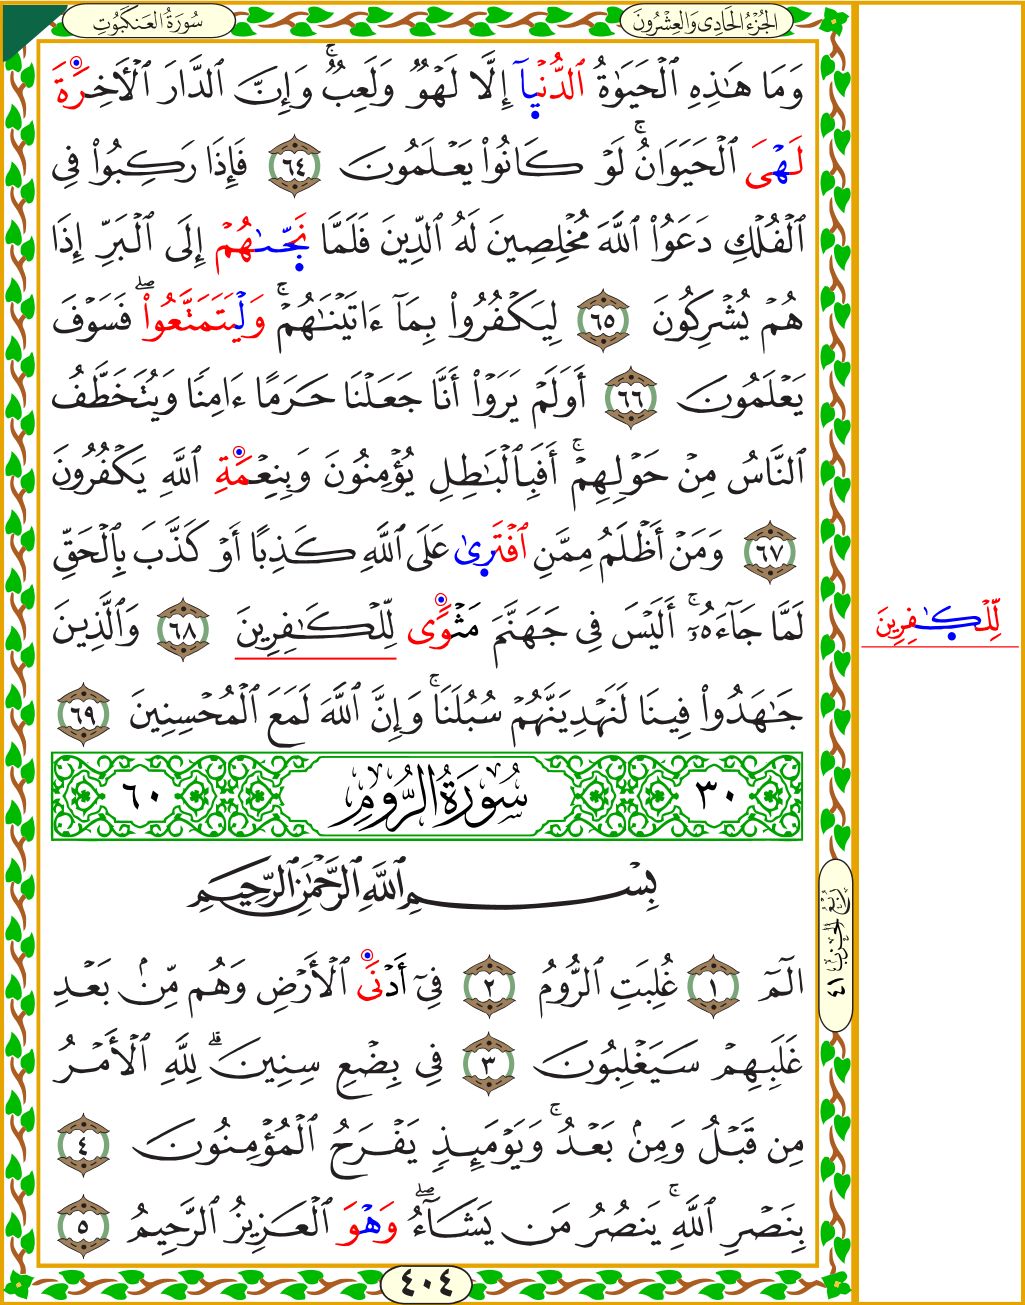 الجُزْءُ الحَادِي وَالعِشْرُونَ
سُورَةُ العَنكَبُوتِ
وَمَا هَٰذِهِ ٱلْحَيَوٰةُ ٱلدُّنْيَآ إِلَّا لَهْوٌ وَلَعِبٌ ۚ وَإِنَّ ٱلدَّارَ ٱلْأَخِرَةَ
لَهْىَ ٱلْحَيَوَانُ ۚ لَوْ كَانُوا۟ يَعْلَمُونَ ٦٤ فَإِذَا رَكِبُوا۟ فِى
ٱلْفُلْكِ دَعَوُا۟ ٱللَّهَ مُخْلِصِينَ لَهُ ٱلدِّينَ فَلَمَّا نَجَّىٰهُمْ إِلَى ٱلْبَرِّ إِذَا
هُمْ يُشْرِكُونَ ٦٥ لِيَكْفُرُوا۟ بِمَآ ءَاتَيْنَٰهُمْ ۚ وَلْيَتَمَتَّعُوا۟ ۖ فَسَوْفَ
يَعْلَمُونَ ٦٦ أَوَلَمْ يَرَوْا۟ أَنَّا جَعَلْنَا حَرَمًا ءَامِنًا وَيُتَخَطَّفُ
ٱلنَّاسُ مِنْ حَوْلِهِمْ ۚ أَفَبِٱلْبَٰطِلِ يُؤْمِنُونَ وَبِنِعْمَةِ ٱللَّهِ يَكْفُرُونَ
٦٧ وَمَنْ أَظْلَمُ مِمَّنِ ٱفْتَرِىٰ عَلَى ٱللَّهِ كَذِبًا أَوْ كَذَّبَ بِٱلْحَقِّ
لَمَّا جَآءَهُۥٓ ۚ أَلَيْسَ فِى جَهَنَّمَ مَثْوًى لِّلْكَٰفِرِينَ ٦٨ وَٱلَّذِينَ
لِّلْكَٰفِرِينَ
جَٰهَدُوا۟ فِينَا لَنَهْدِيَنَّهُمْ سُبُلَنَا ۚ وَإِنَّ ٱللَّهَ لَمَعَ ٱلْمُحْسِنِينَ ٦٩
٣٠ سُورَةُ الرُّومِ ٦٠
بِسْمِ ٱللَّهِ ٱلرَّحْمَٰنِ ٱلرَّحِيمِ
رُبْعُ الحِزْب ٤١
الٓمٓ ١ غُلِبَتِ ٱلرُّومُ ٢ فِىٓ أَدْنَى ٱلْأَرْضِ وَهُم مِّنۢ بَعْدِ
غَلَبِهِمْ سَيَغْلِبُونَ ٣ فِى بِضْعِ سِنِينَ ۗ لِلَّهِ ٱلْأَمْرُ
مِن قَبْلُ وَمِنۢ بَعْدُ ۚ وَيَوْمَئِذٍ يَفْرَحُ ٱلْمُؤْمِنُونَ ٤
بِنَصْرِ ٱللَّهِ ۚ يَنصُرُ مَن يَشَآءُ ۖ وَهْوَ ٱلْعَزِيزُ ٱلرَّحِيمُ ٥
٤٠٤